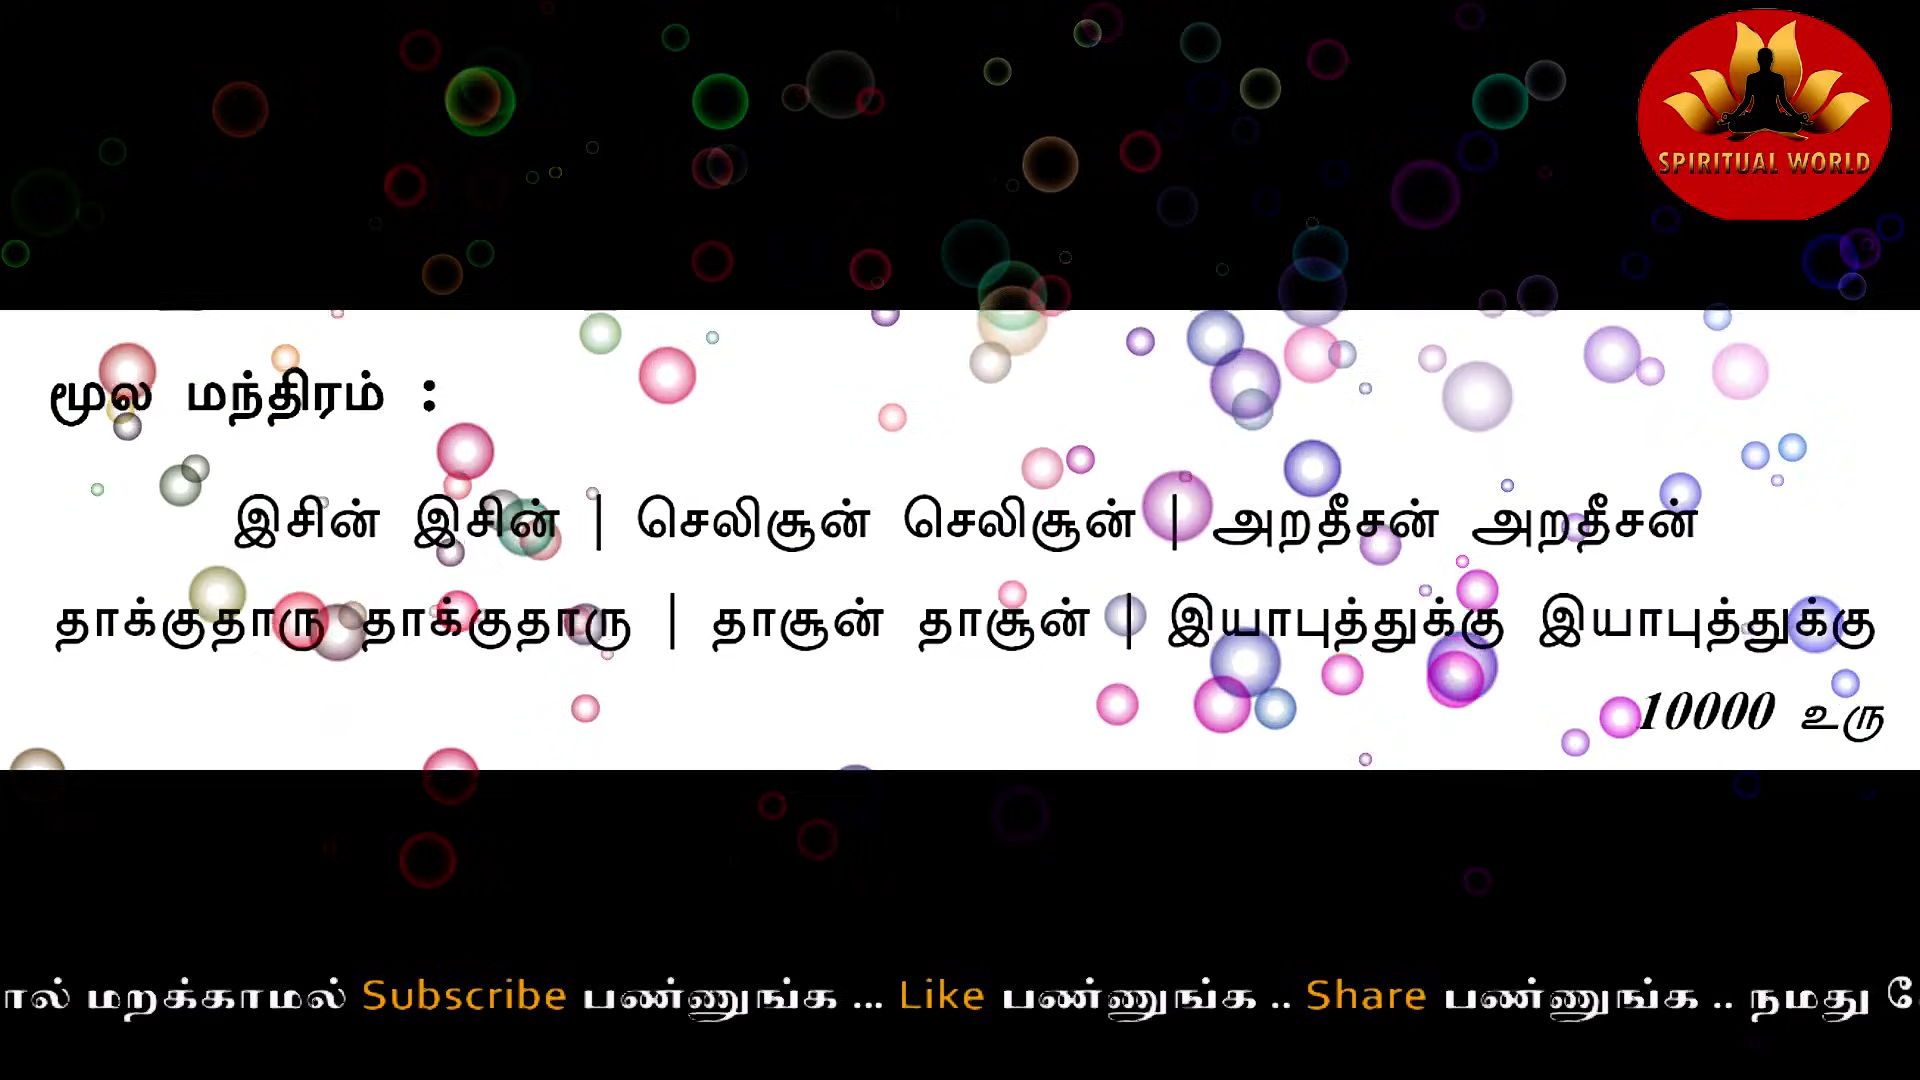 SPIRITUAL WORLD
மூல மந்திரம் :
இசின் இசின் | செலிசூன் செலிசூன் | அறதீசன் அறதீசன்
தாக்குதாரு தாக்குதாரு | தாசூன் தாசூன் | இயாபுத்துக்கு இயாபுத்துக்கு
10000 உரு
மறக்காமல் Subscribe பண்ணுங்க ... Like பண்ணுங்க .. Share பண்ணுங்க .. நமது